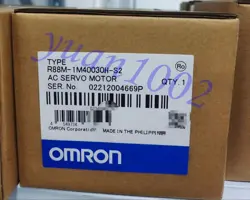 yuan1002
TYPE
R88M-1M40030H-S2
AC SERVO MOTOR
QTY. 1
SER. No. 02212004669P
OMRON Corporation
MADE IN THE PHILIPPINES
OMRON